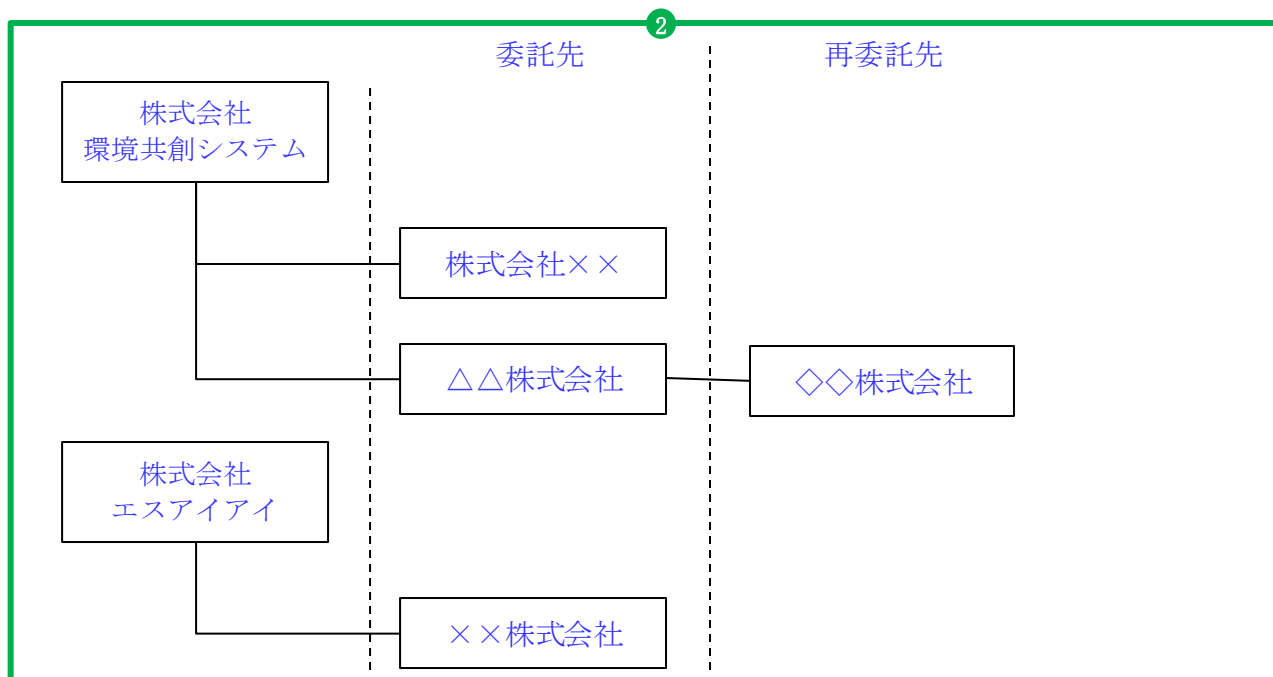 2
委託先
再委託先
株式会社
環境共創システム
株式会社××
△△株式会社
◇◇株式会社
株式会社
エスアイアイ
××株式会社